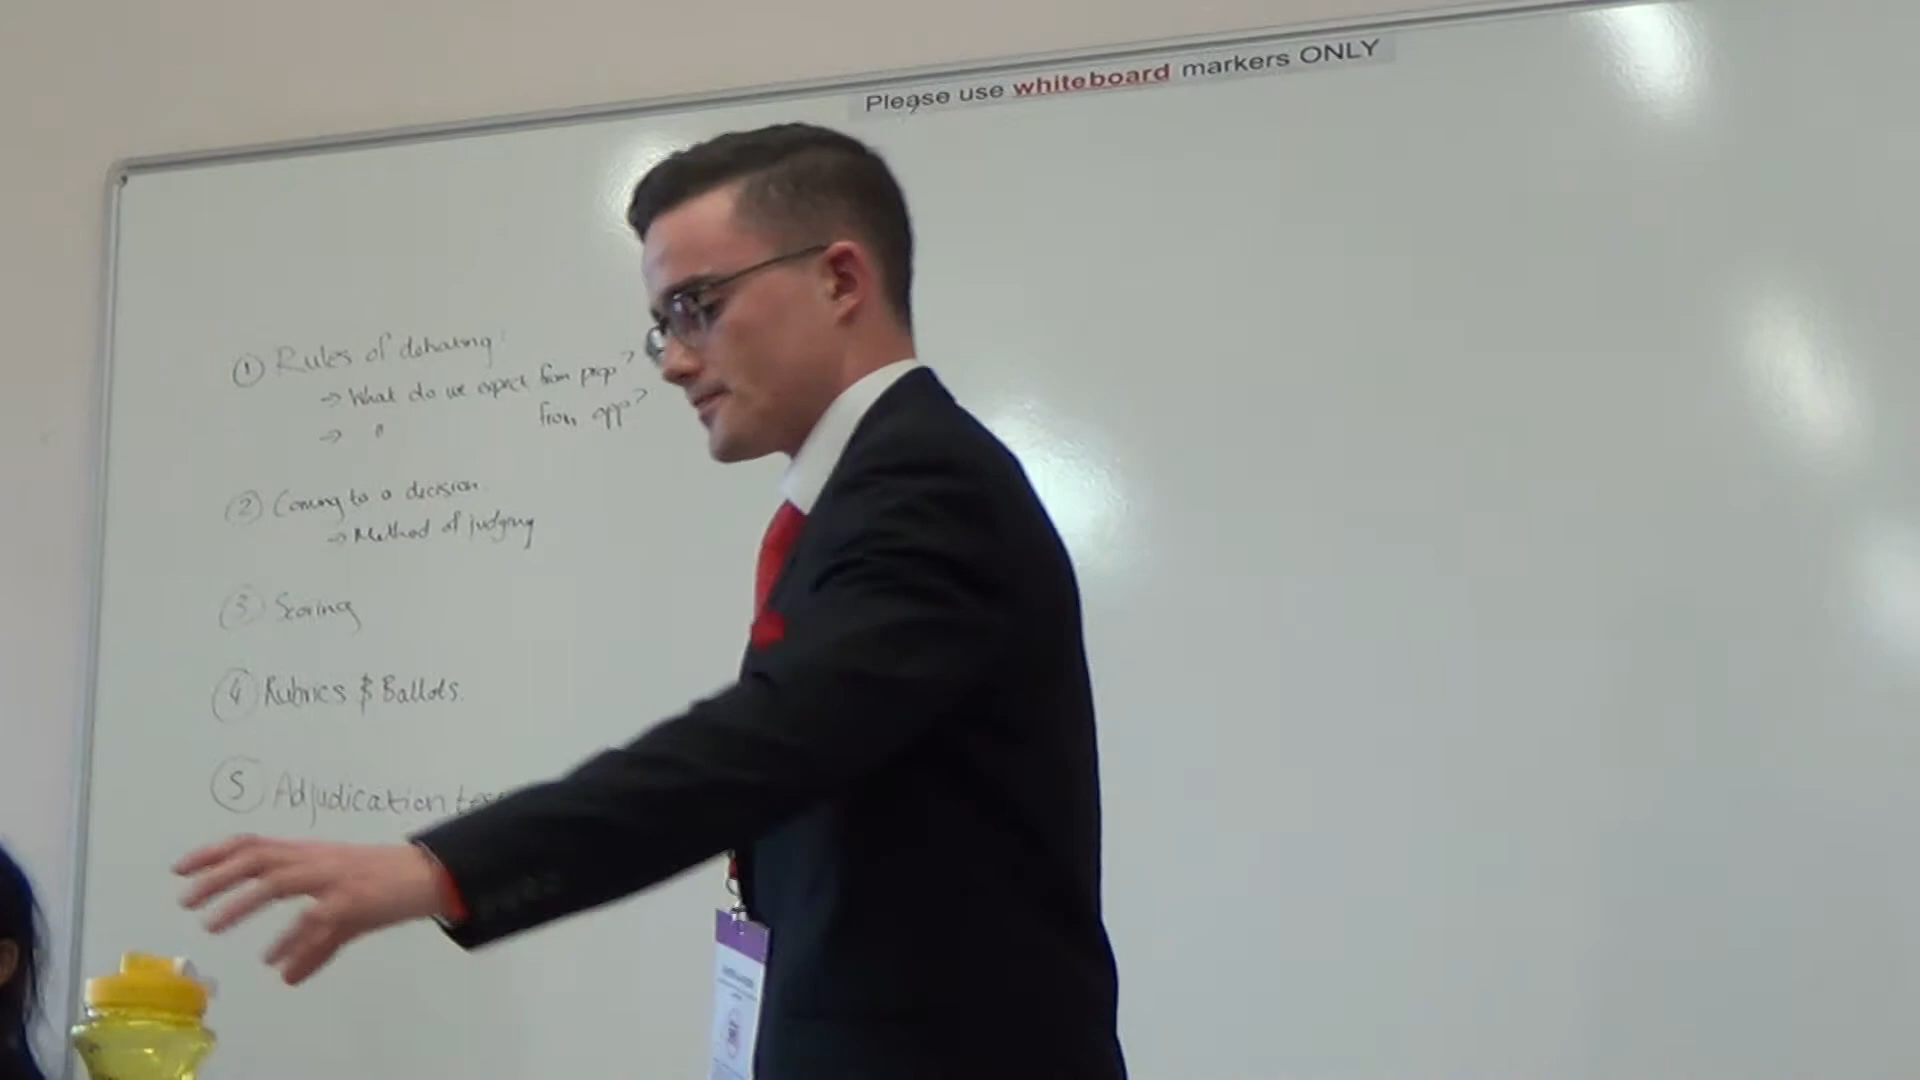 Please use whiteboard markers ONLY
① Rules of debating:
→ What do we expect from prop?
→ " from opp?
② Coming to a decision
→ Method of judging
③ Scoring
④ Rubrics & Ballots.
⑤ Adjudication